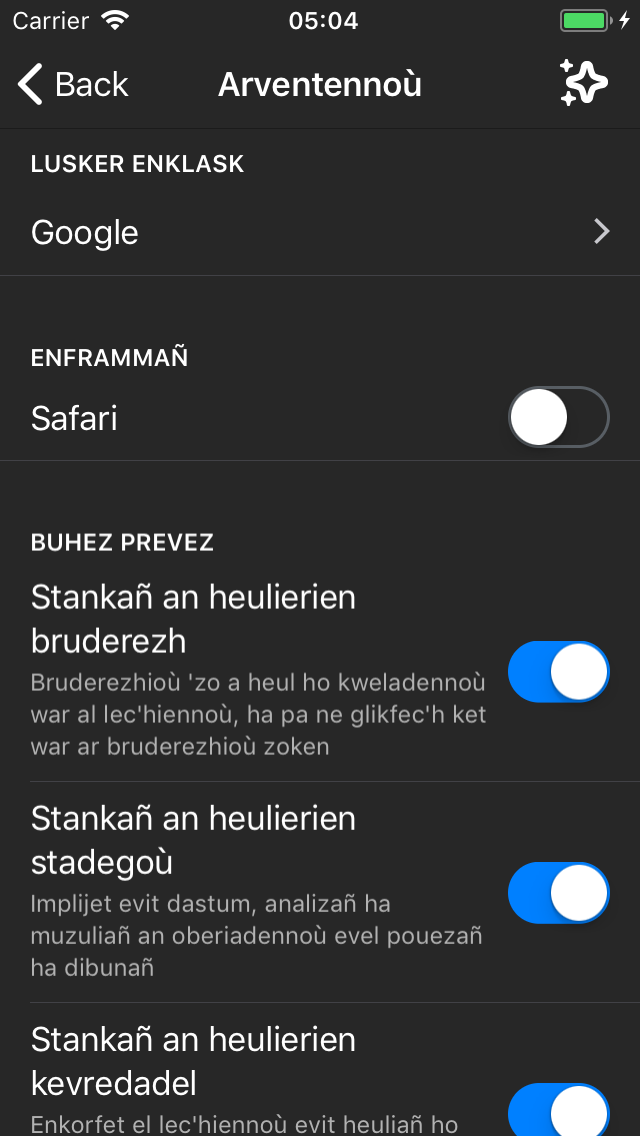 Carrier 05:04
Back Arventennoù
LUSKER ENKLASK
Google
ENFRAMMAÑ
Safari
BUHEZ PREVEZ
Stankañ an heulierien
bruderezh
Bruderezhioù 'zo a heul ho kweladennoù
war al lec'hiennoù, ha pa ne glikfec'h ket
war ar bruderezhioù zoken
Stankañ an heulierien
stadegoù
Implijet evit dastum, analizañ ha
muzuliañ an oberiadennoù evel pouezañ
ha dibunañ
Stankañ an heulierien
kevredadel
Enkorfet el lec'hiennoù evit heuliañ ho